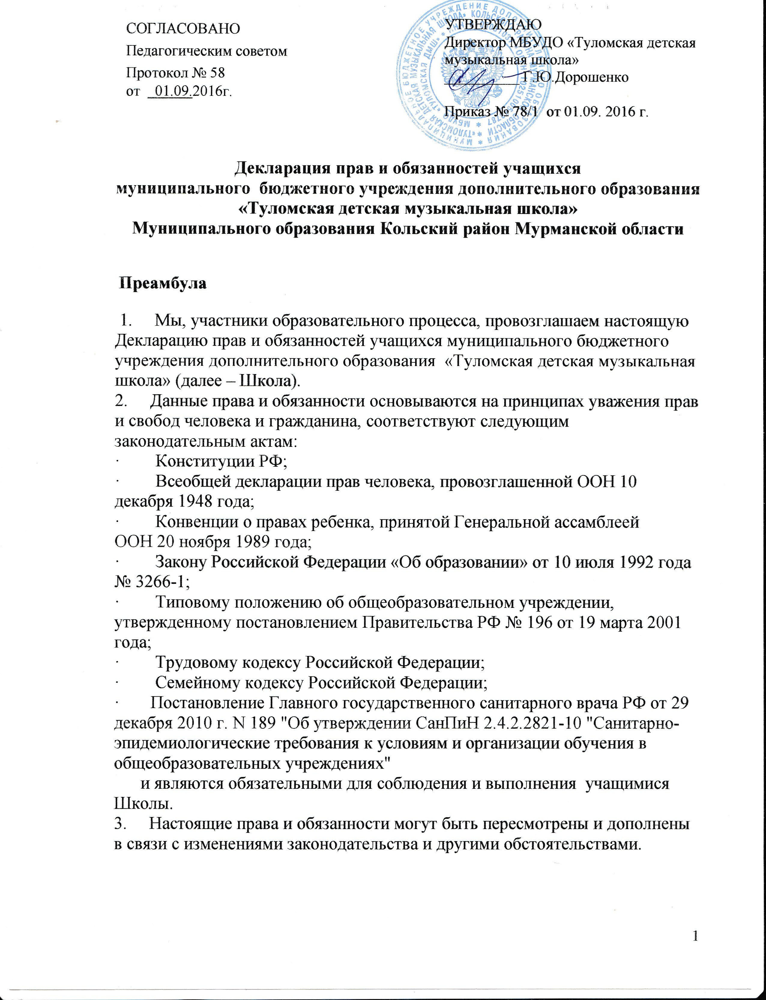 СОГЛАСОВАНО
Педагогическим советом
Протокол № 58
от 01.09.2016г.
УТВЕРЖДАЮ
Директор МБУДО «Туломская детская
музыкальная школа»
Г.Ю.Дорошенко
Приказ № 78/1 от 01.09. 2016 г.
Декларация прав и обязанностей учащихся
муниципального бюджетного учреждения дополнительного образования
«Туломская детская музыкальная школа»
Муниципального образования Кольский район Мурманской области
Преамбула
1. Мы, участники образовательного процесса, провозглашаем настоящую
Декларацию прав и обязанностей учащихся муниципального бюджетного
учреждения дополнительного образования «Туломская детская музыкальная
школа» (далее – Школа).
2. Данные права и обязанности основываются на принципах уважения прав
и свобод человека и гражданина, соответствуют следующим
законодательным актам:
· Конституции РФ;
· Всеобщей декларации прав человека, провозглашенной ООН 10
декабря 1948 года;
· Конвенции о правах ребенка, принятой Генеральной ассамблеей
ООН 20 ноября 1989 года;
· Закону Российской Федерации «Об образовании» от 10 июля 1992 года
№ 3266-1;
· Типовому положению об общеобразовательном учреждении,
утвержденному постановлением Правительства РФ № 196 от 19 марта 2001
года;
· Трудовому кодексу Российской Федерации;
· Семейному кодексу Российской Федерации;
· Постановление Главного государственного санитарного врача РФ от 29
декабря 2010 г. N 189 "Об утверждении СанПиН 2.4.2.2821-10 "Санитарно-
эпидемиологические требования к условиям и организации обучения в
общеобразовательных учреждениях"
и являются обязательными для соблюдения и выполнения учащимися
Школы.
3. Настоящие права и обязанности могут быть пересмотрены и дополнены
в связи с изменениями законодательства и другими обстоятельствами.
1